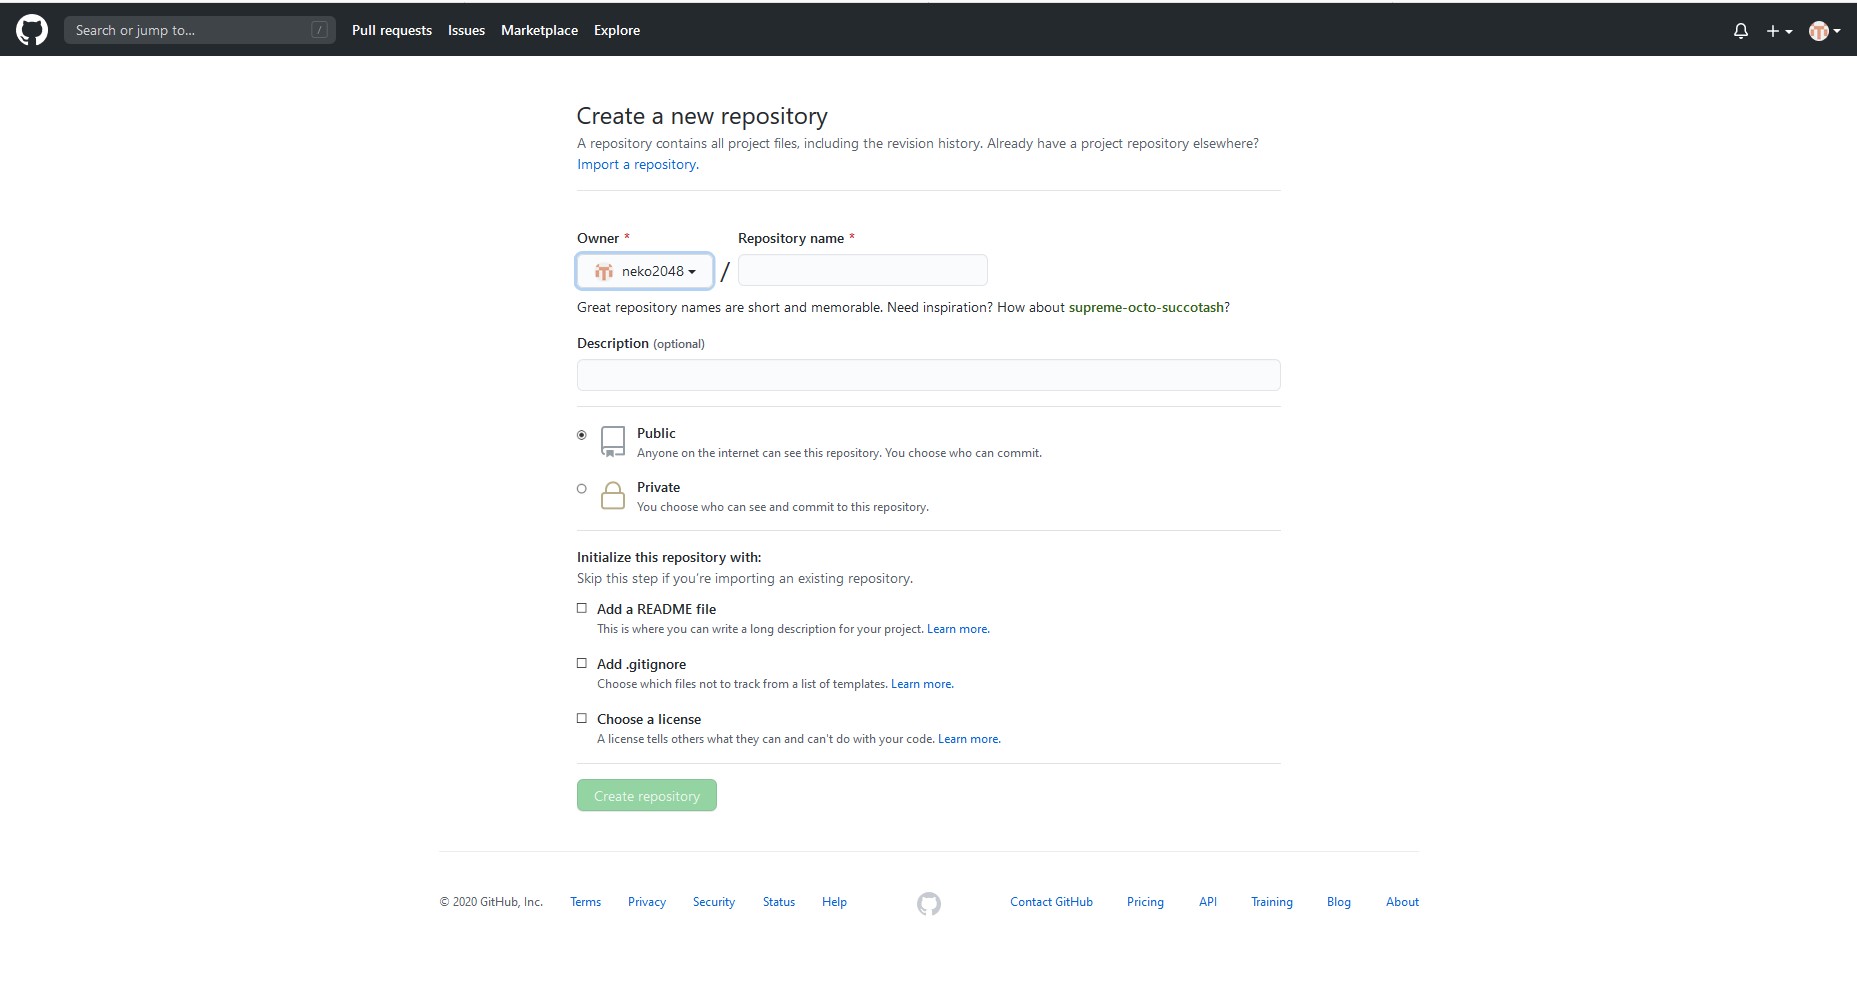 Search or jump to... /
Pull requests Issues Marketplace Explore
Create a new repository
A repository contains all project files, including the revision history. Already have a project repository elsewhere?
Import a repository.
Owner * Repository name *
neko2048 /
Great repository names are short and memorable. Need inspiration? How about supreme-octo-succotash?
Description (optional)
Public
Anyone on the internet can see this repository. You choose who can commit.
Private
You choose who can see and commit to this repository.
Initialize this repository with:
Skip this step if you're importing an existing repository.
Add a README file
This is where you can write a long description for your project. Learn more.
Add .gitignore
Choose which files not to track from a list of templates. Learn more.
Choose a license
A license tells others what they can and can't do with your code. Learn more.
Create repository
© 2020 GitHub, Inc. Terms Privacy Security Status Help Contact GitHub Pricing API Training Blog About